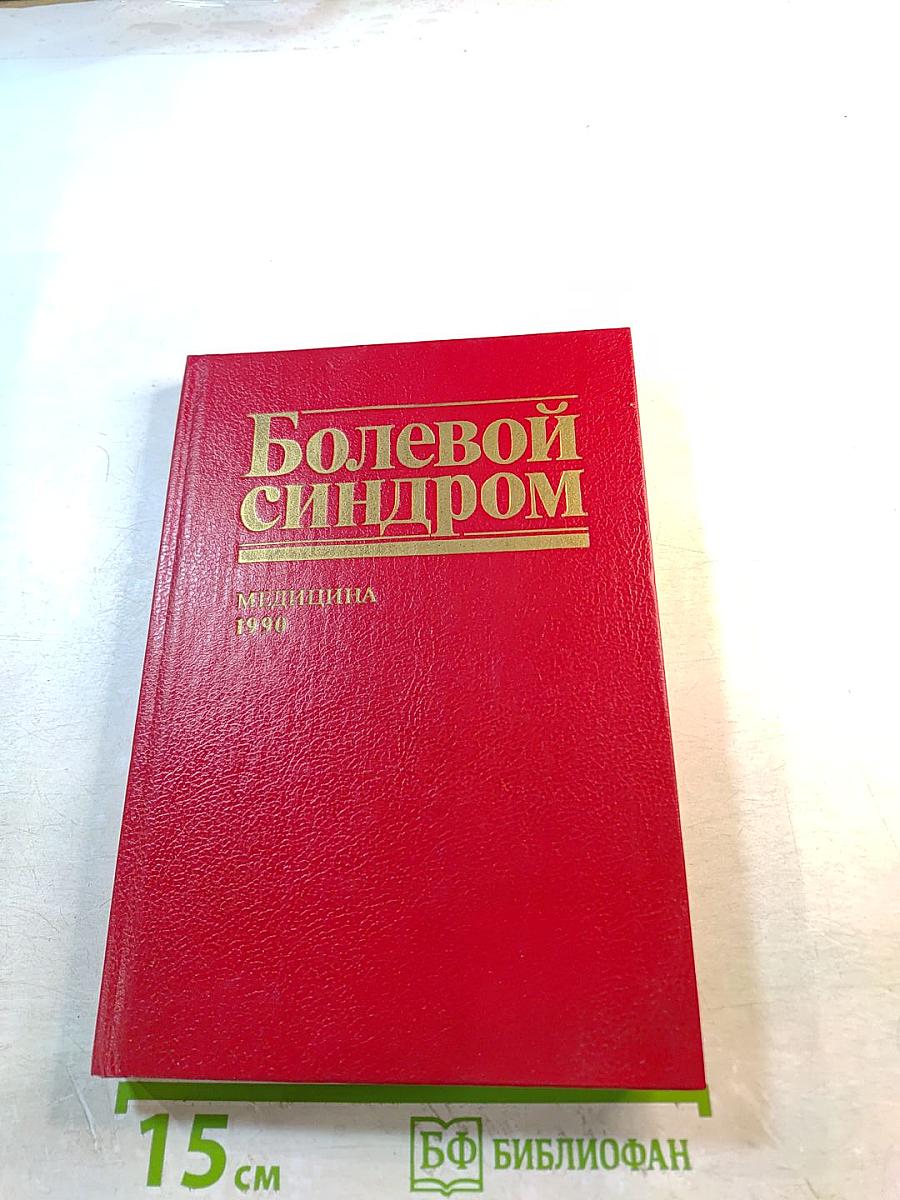 Болевой
синдром
МЕДИЦИНА
1990
15 см
БФ БИБЛИОФАН